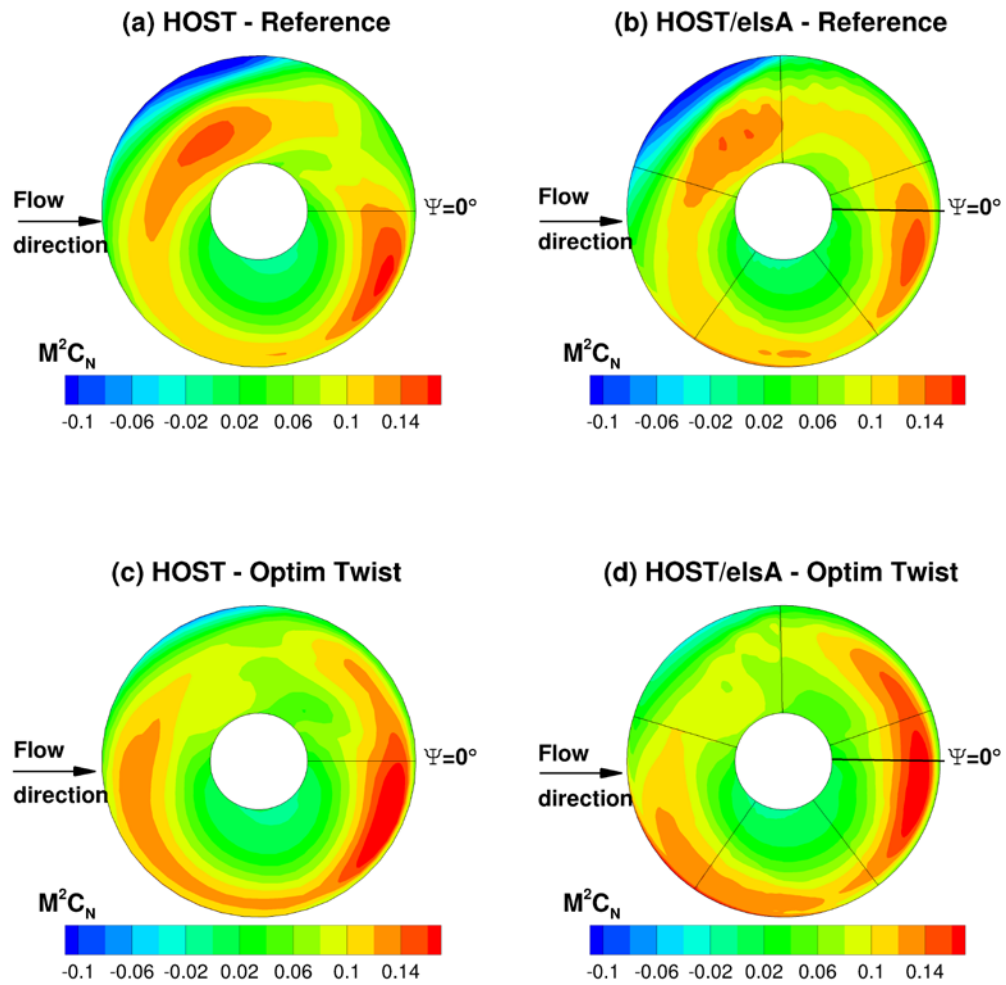 (a) HOST - Reference
(b) HOST/elsA - Reference
Flow
direction
Ψ=0°
Flow
direction
Ψ=0°
M²C_N
-0.1 -0.06 -0.02 0.02 0.06 0.1 0.14
M²C_N
-0.1 -0.06 -0.02 0.02 0.06 0.1 0.14
(c) HOST - Optim Twist
(d) HOST/elsA - Optim Twist
Flow
direction
Ψ=0°
Flow
direction
Ψ=0°
M²C_N
-0.1 -0.06 -0.02 0.02 0.06 0.1 0.14
M²C_N
-0.1 -0.06 -0.02 0.02 0.06 0.1 0.14